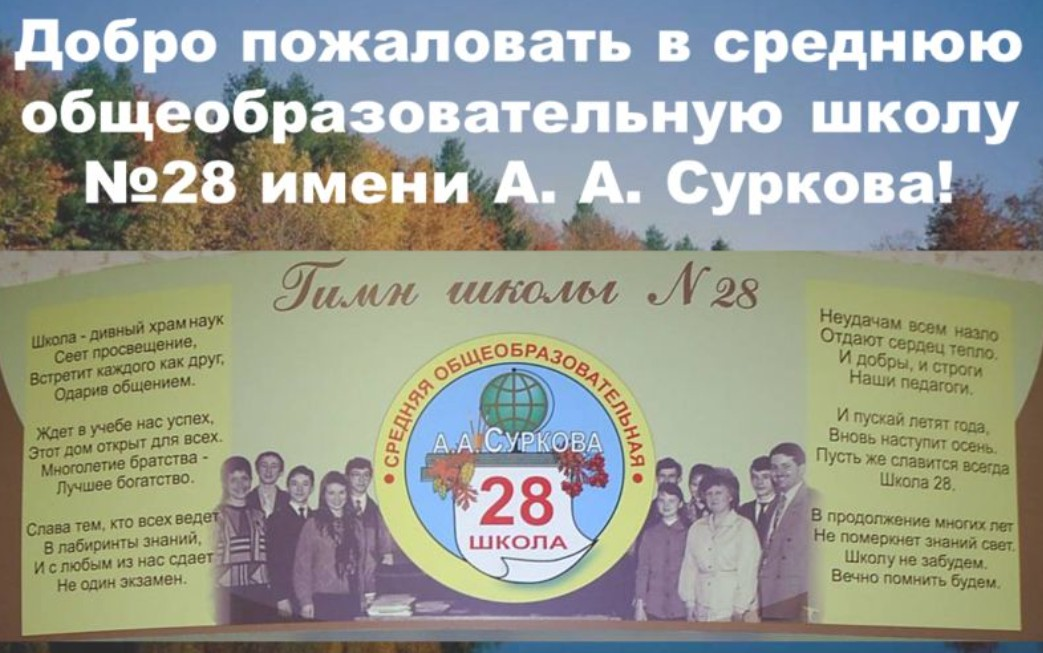 Добро пожаловать в среднюю
общеобразовательную школу
№28 имени А. А. Суркова!
Гимн школы N 28
Школа - дивный храм наук
Сеет просвещение,
Встретит каждого как друг,
Одарив общением.
Ждет в учебе нас успех,
Этот дом открыт для всех.
Многолетие братства -
Лучшее богатство.
Слава тем, кто всех ведет
В лабиринты знаний,
И с любым из нас сдает
Не один экзамен.
СРЕДНЯЯ ОБЩЕОБРАЗОВАТЕЛЬНАЯ
А.А. СУРКОВА
28
ШКОЛА
Неудачам всем назло
Отдают сердец тепло.
И добры, и строги
Наши педагоги.
И пускай летят года,
Вновь наступит осень.
Пусть же славится всегда
Школа 28.
В продолжение многих лет
Не померкнет знаний свет.
Школу не забудем.
Вечно помнить будем.